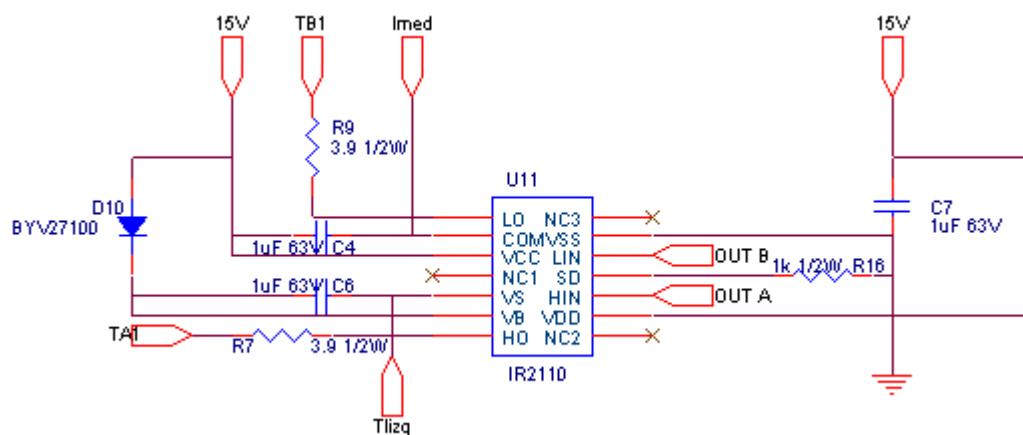 15V TB1 Imed 15V
R9
3.9 1/2W
U11
D10
BYV27100
C7
1uF 63V
LO NC3
COM VSS
1uF 63V C4
VCC LIN
OUT B
NC1 SD
1k 1/2W R16
1uF 63V C6
VS HIN
OUT A
VB VDD
TA1
HO NC2
R7 3.9 1/2W
IR2110
TIizq